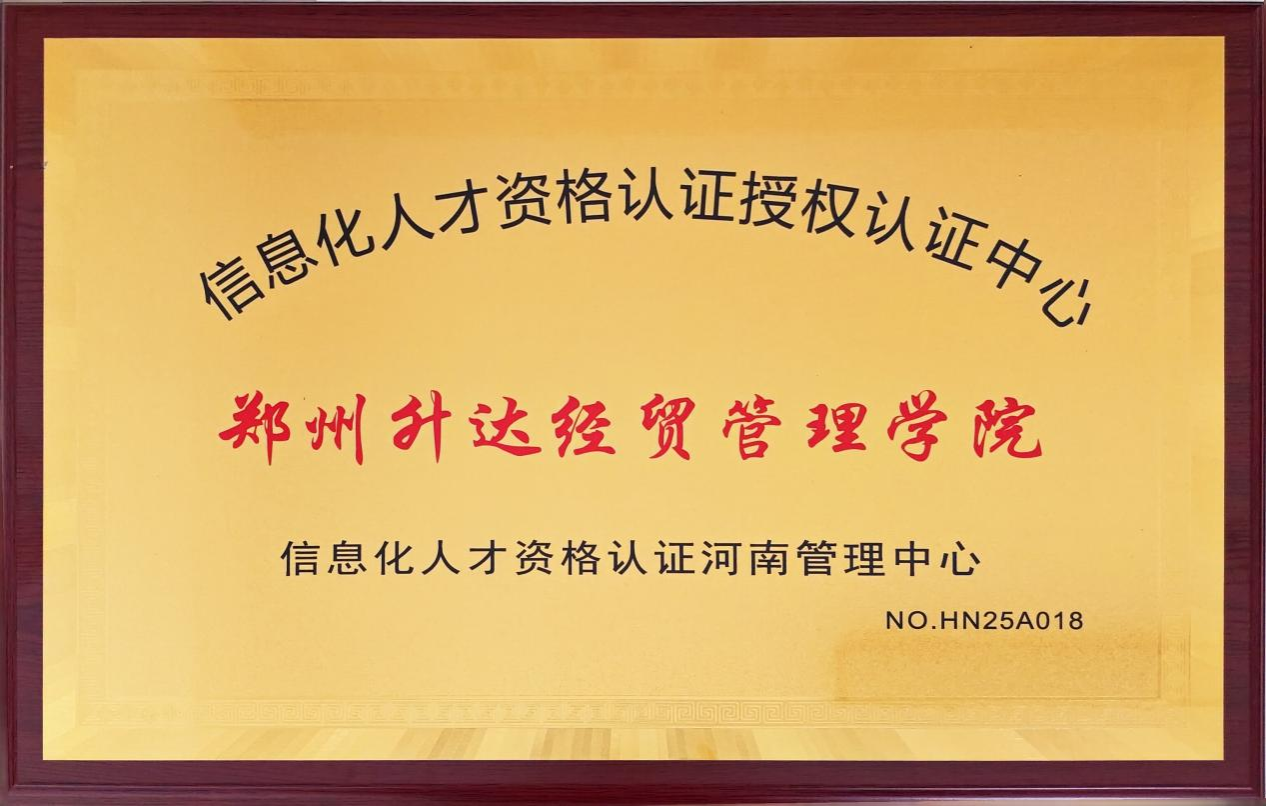 信息化人才资格认证授权认证中心
郑州升达经贸管理学院
信息化人才资格认证河南管理中心
NO.HN25A018